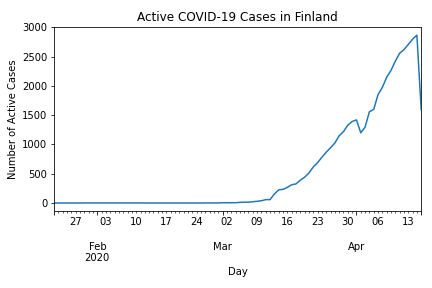 Active COVID-19 Cases in Finland
3000
2500
2000
1500
1000
500
0
Number of Active Cases
27 03 10 17 24 02 09 16 23 30 06 13
Feb Mar Apr
2020
Day